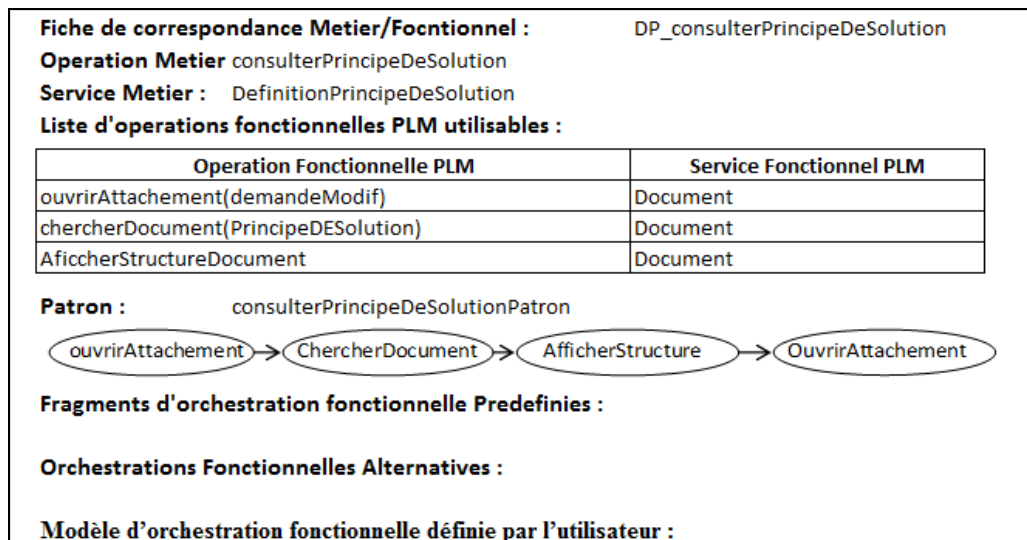 Fiche de correspondance Metier/Focntionnel : DP_consulterPrincipeDeSolution
Operation Metier consulterPrincipeDeSolution
Service Metier : DefinitionPrincipeDeSolution
Liste d'operations fonctionnelles PLM utilisables :
Operation Fonctionnelle PLM Service Fonctionnel PLM
ouvrirAttachement(demandeModif) Document
chercherDocument(PrincipeDESolution) Document
AficcherStructureDocument Document
Patron : consulterPrincipeDeSolutionPatron
ouvrirAttachement ChercherDocument AfficherStructure OuvrirAttachement
Fragments d'orchestration fonctionnelle Predefinies :
Orchestrations Fonctionnelles Alternatives :
Modèle d’orchestration fonctionnelle définie par l’utilisateur :